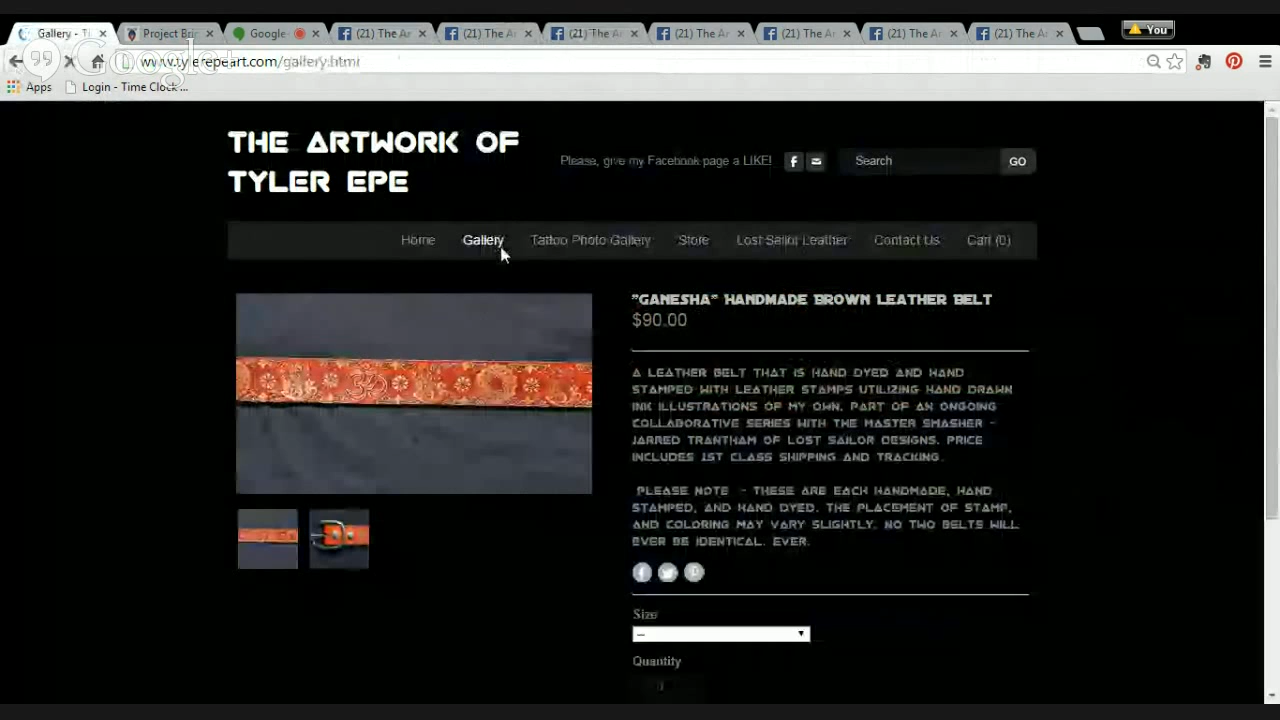 Gallery - Ti
Project Bri
Google
(21) The Ar
(21) The Ar
(21) The Ar
(21) The Ar
(21) The Ar
(21) The Ar
(21) The Ar
You
www.tylerepeart.com/gallery.html
Google+
Apps
Login - Time Clock ...
THE ARTWORK OF
TYLER EPE
Please, give my Facebook page a LIKE!
Search
GO
Home
Gallery
Tattoo Photo Gallery
Store
Lost Sailor Leather
Contact Us
Cart (0)
"GANESHA" HANDMADE BROWN LEATHER BELT
$90.00
A LEATHER BELT THAT IS HAND DYED AND HAND
STAMPED WITH LEATHER STAMPS UTILIZING HAND DRAWN
INK ILLUSTRATIONS OF MY OWN. PART OF AN ONGOING
COLLABORATIVE SERIES WITH THE MASTER SMASHER -
JARRED TRANTHAM OF LOST SAILOR DESIGNS. PRICE
INCLUDES 1ST CLASS SHIPPING AND TRACKING.
PLEASE NOTE - THESE ARE EACH HANDMADE, HAND
STAMPED, AND HAND DYED. THE PLACEMENT OF STAMP,
AND COLORING MAY VARY SLIGHTLY. NO TWO BELTS WILL
EVER BE IDENTICAL. EVER.
Size
--
Quantity